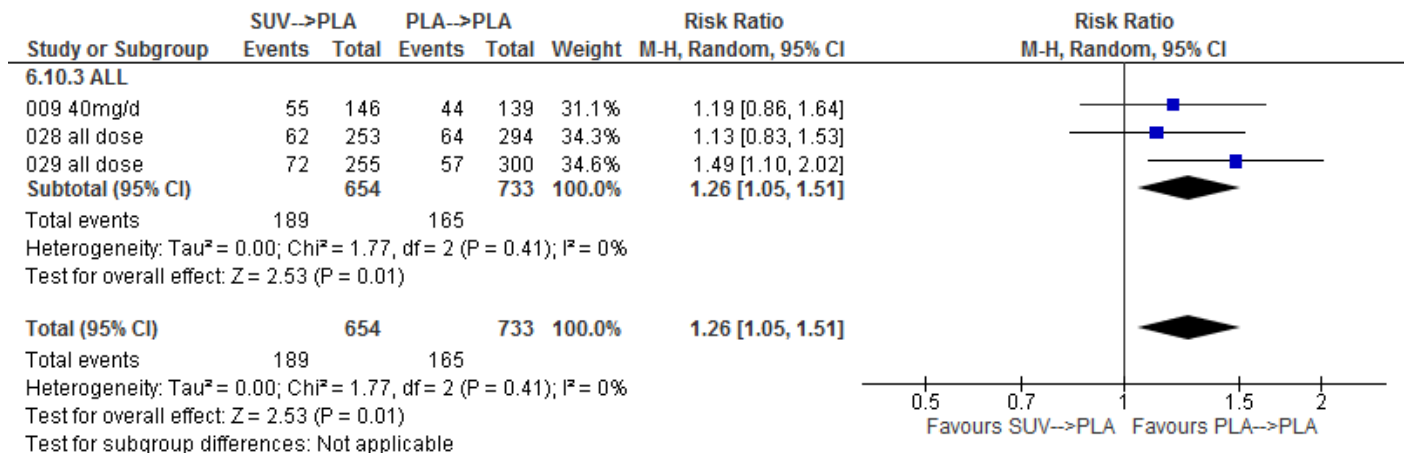 SUV-->PLA PLA-->PLA Risk Ratio Risk Ratio
Study or Subgroup Events Total Events Total Weight M-H, Random, 95% CI M-H, Random, 95% CI
6.10.3 ALL
009 40mg/d 55 146 44 139 31.1% 1.19 [0.86, 1.64]
028 all dose 62 253 64 294 34.3% 1.13 [0.83, 1.53]
029 all dose 72 255 57 300 34.6% 1.49 [1.10, 2.02]
Subtotal (95% CI) 654 733 100.0% 1.26 [1.05, 1.51]
Total events 189 165
Heterogeneity: Tau² = 0.00; Chi² = 1.77, df = 2 (P = 0.41); I² = 0%
Test for overall effect: Z = 2.53 (P = 0.01)
Total (95% CI) 654 733 100.0% 1.26 [1.05, 1.51]
Total events 189 165
Heterogeneity: Tau² = 0.00; Chi² = 1.77, df = 2 (P = 0.41); I² = 0%
Test for overall effect: Z = 2.53 (P = 0.01)
Test for subgroup differences: Not applicable
0.5 0.7 1 1.5 2
Favours SUV-->PLA Favours PLA-->PLA